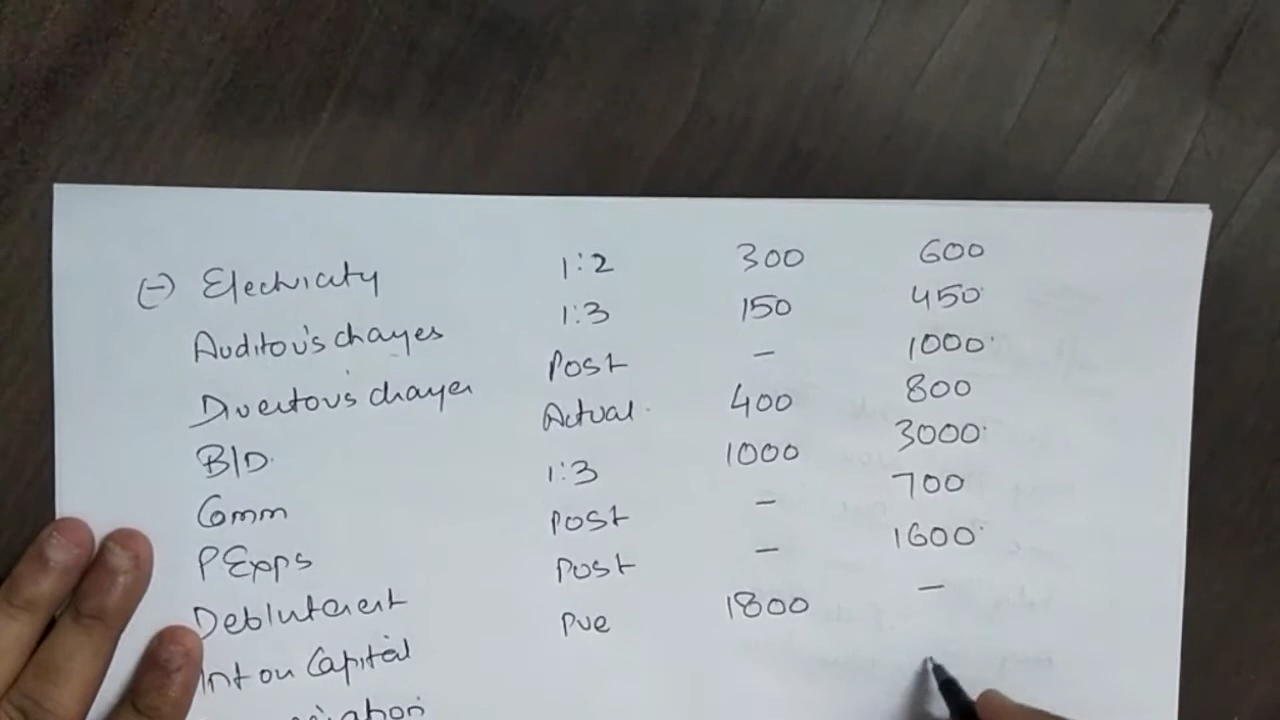 (-) Electricity 1:2 300 600
Auditor's charges 1:3 150 450
Director's charges Post - 1000
B/D. Actual. 400 800
Comm 1:3 1000 3000
P Exps Post - 700
Deb Interest Post - 1600
Int on Capital Pre 1800 -